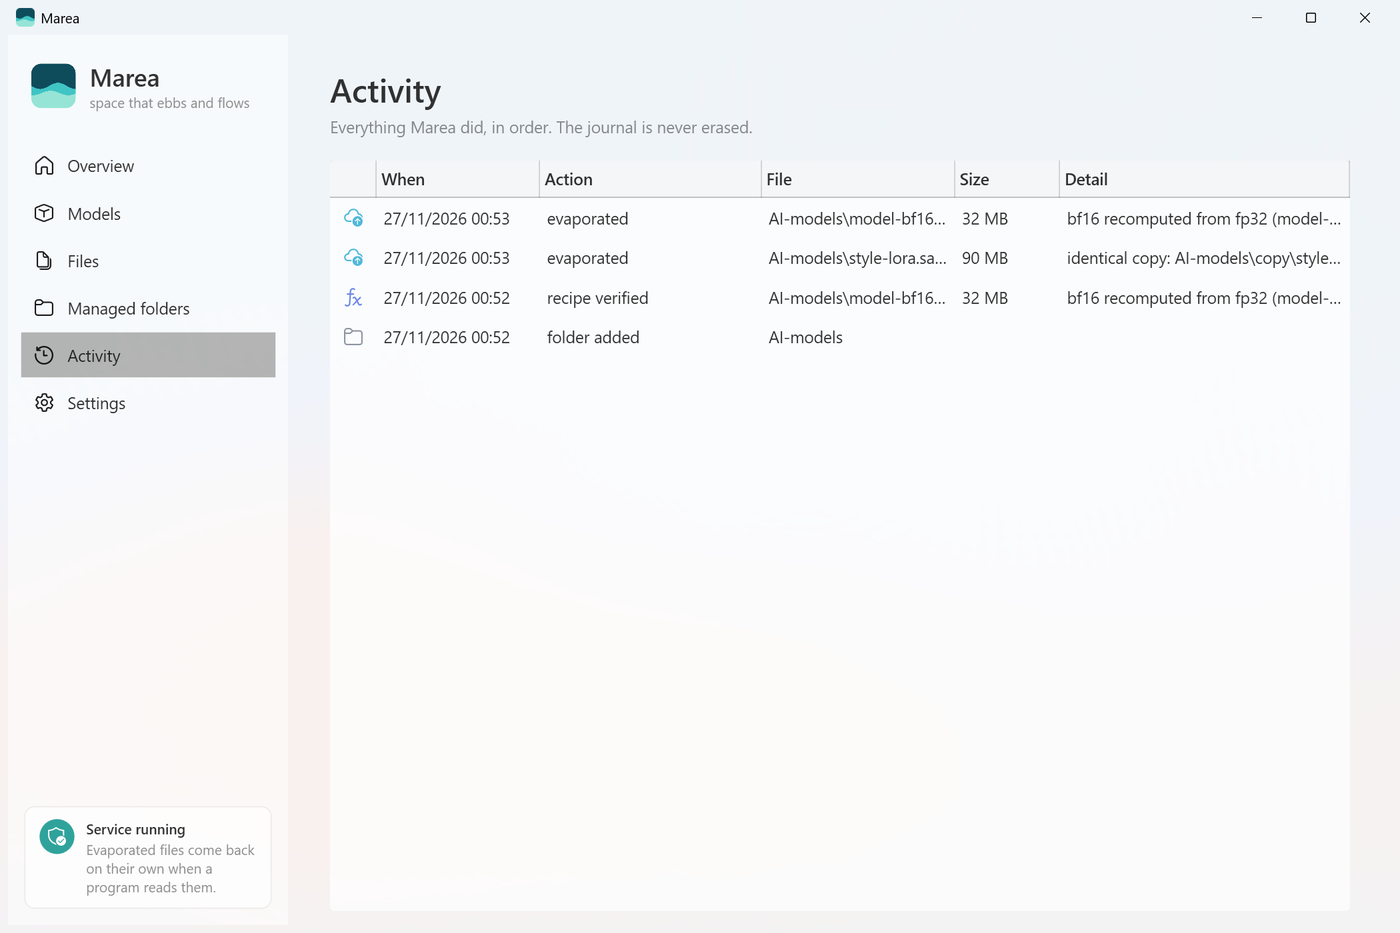 Marea
Marea
space that ebbs and flows
Overview
Models
Files
Managed folders
Activity
Settings
Service running
Evaporated files come back
on their own when a
program reads them.
Activity
Everything Marea did, in order. The journal is never erased.
When Action File Size Detail
27/11/2026 00:53 evaporated AI-models\model-bf16... 32 MB bf16 recomputed from fp32 (model-...
27/11/2026 00:53 evaporated AI-models\style-lora.sa... 90 MB identical copy: AI-models\copy\style...
27/11/2026 00:52 recipe verified AI-models\model-bf16... 32 MB bf16 recomputed from fp32 (model-...
27/11/2026 00:52 folder added AI-models